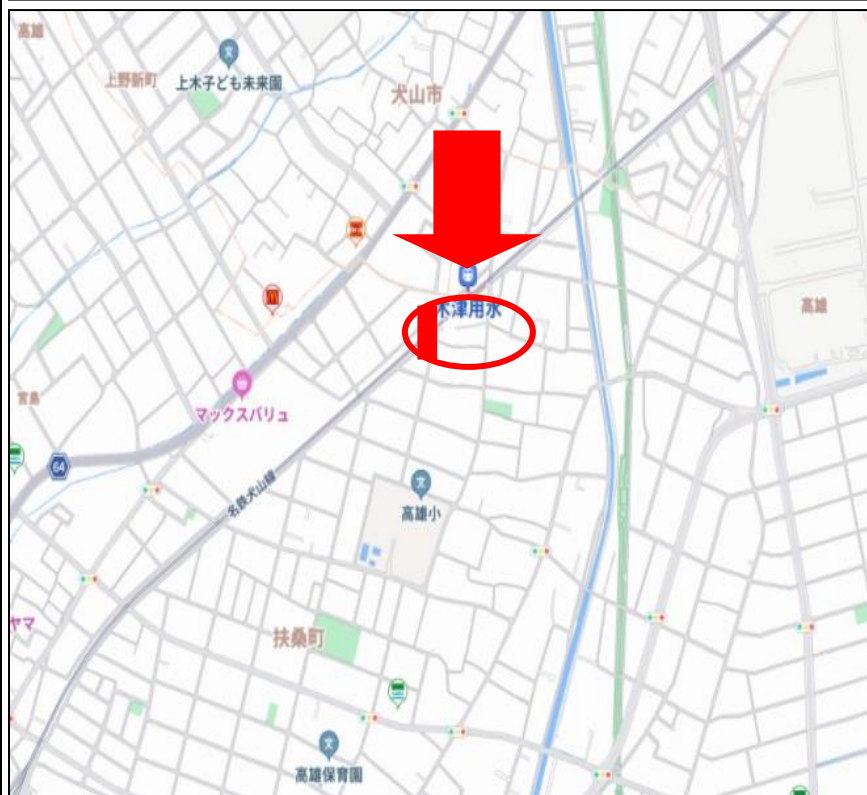 高雄
上野新町
上木子ども未来園
犬山市
木津用水
高雄
宮島
マックスバリュ
64
名鉄犬山線
高雄小
ヤマ
扶桑町
高雄保育園